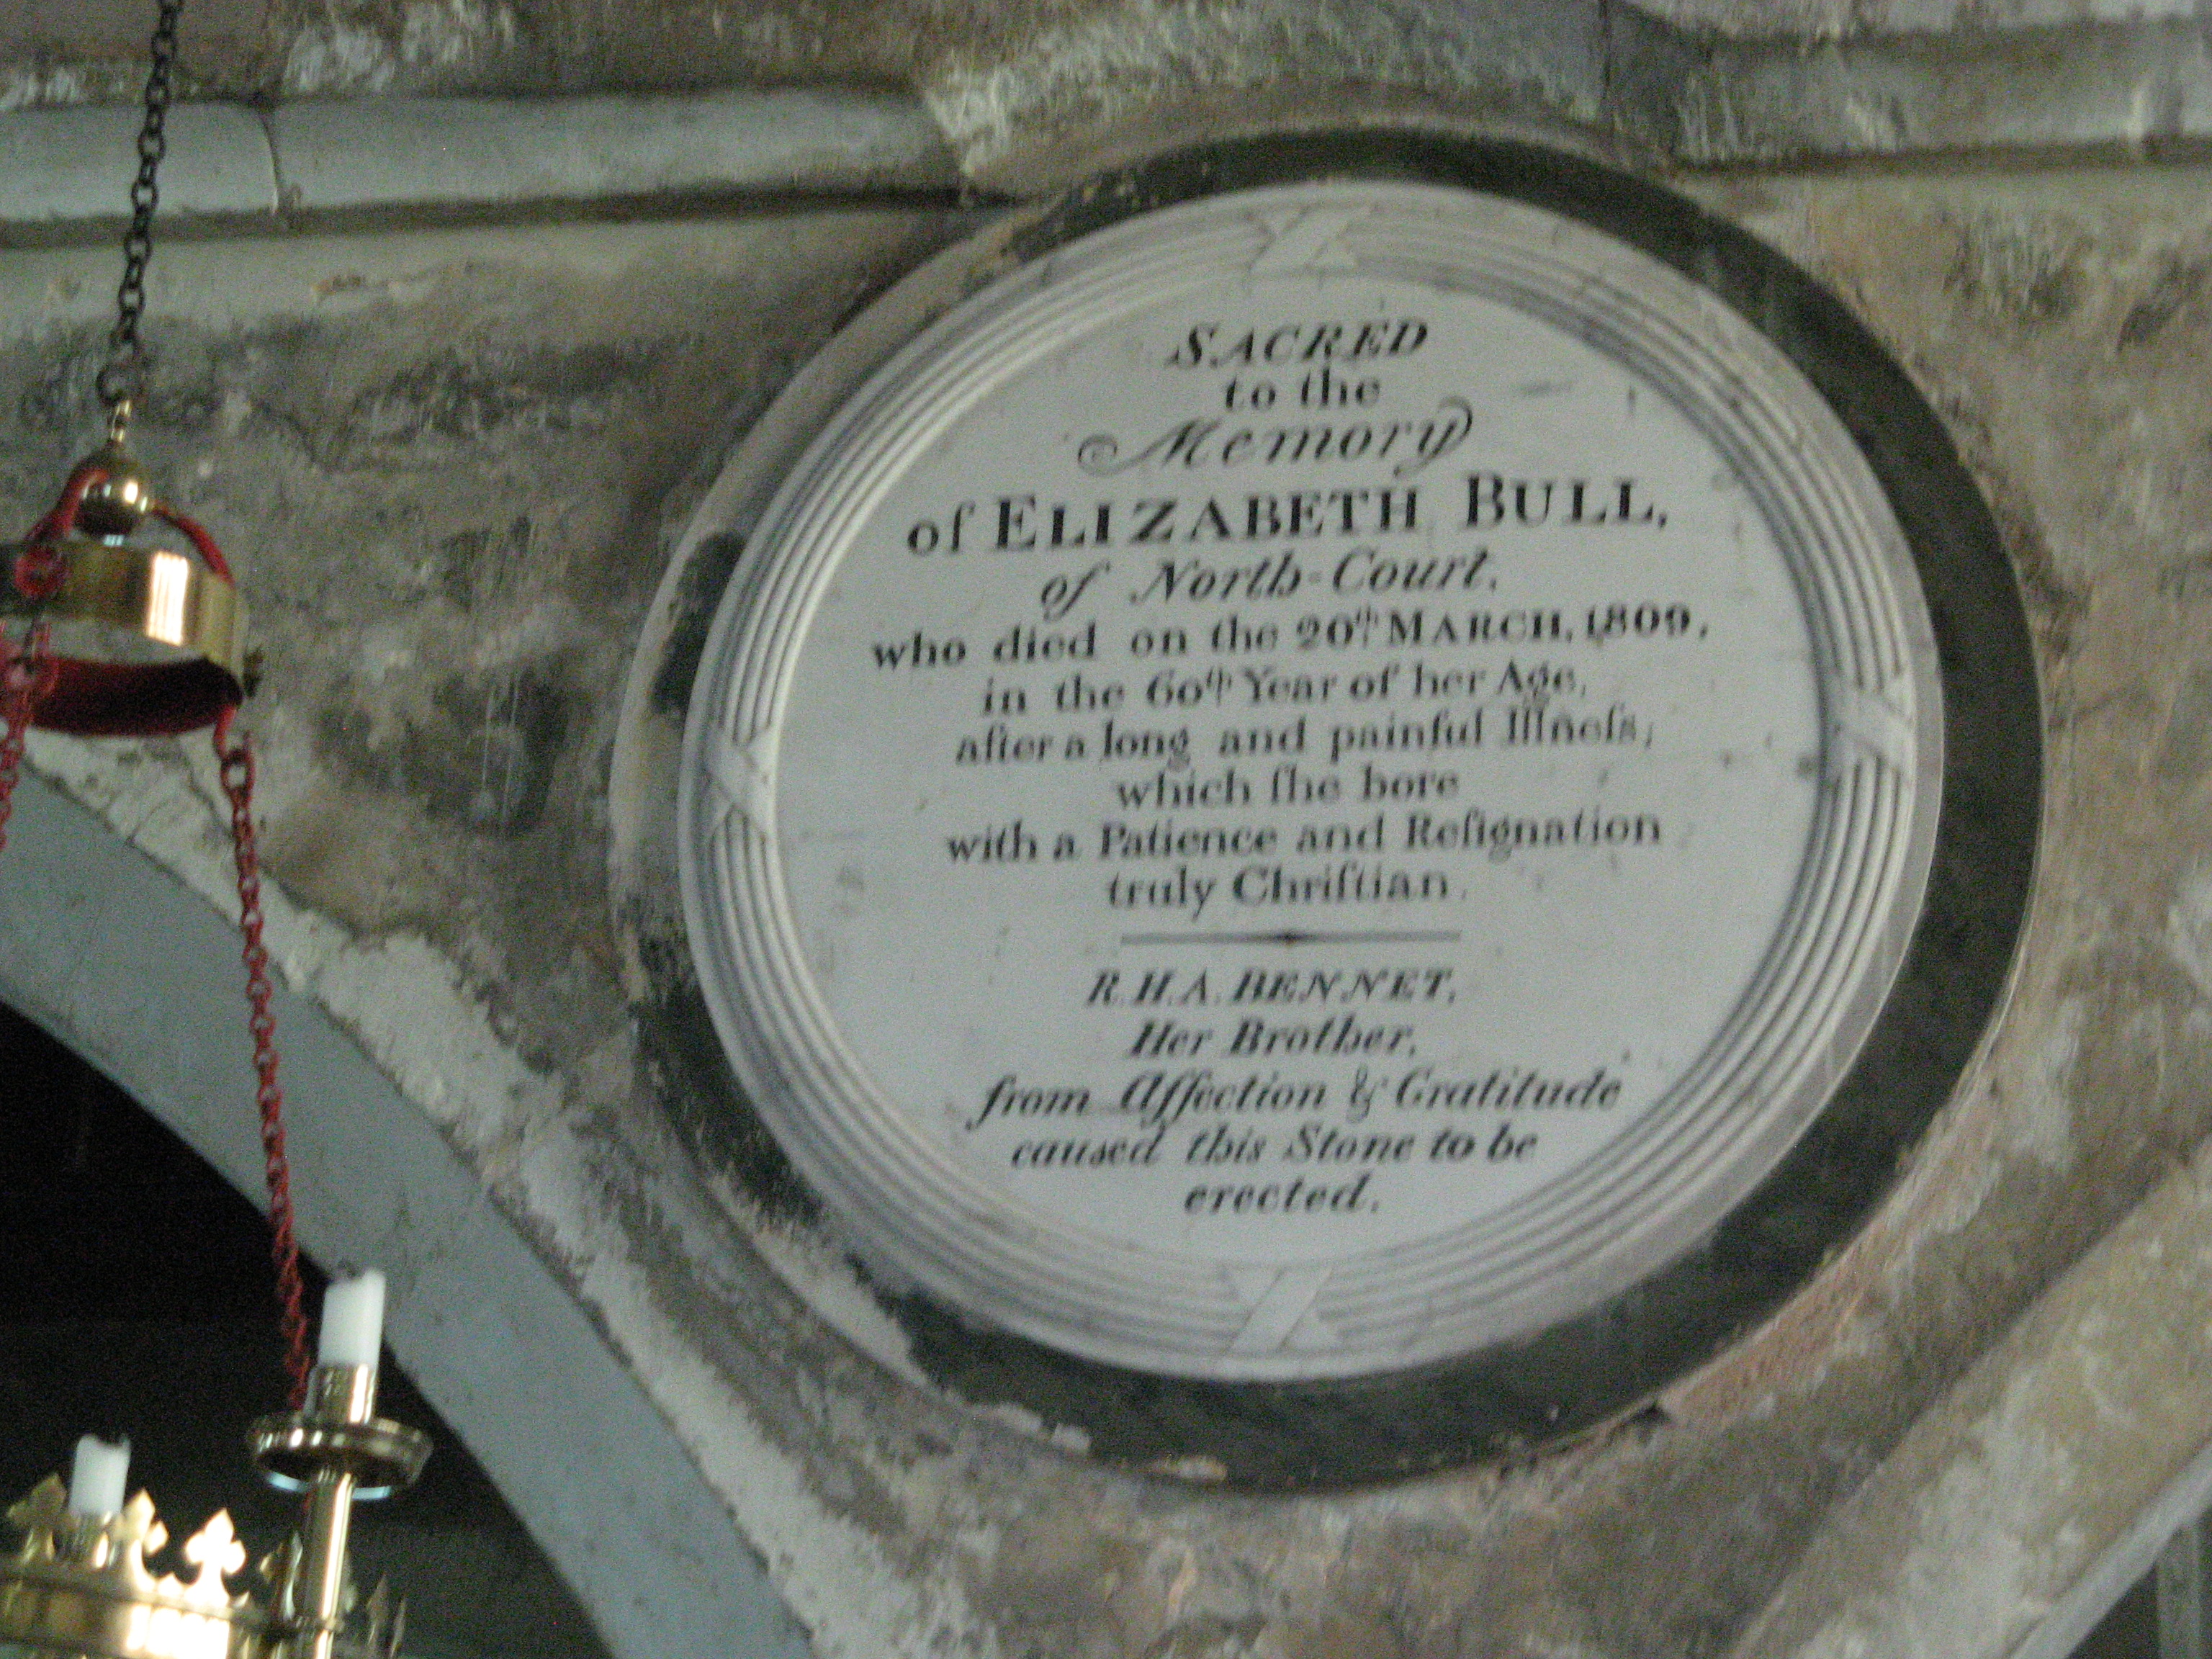 SACRED
to the
Memory
of ELIZABETH BULL,
of North-Court,
who died on the 20th MARCH, 1809,
in the 60th Year of her Age,
after a long and painful Illneſs;
which ſhe bore
with a Patience and Reſignation
truly Chriſtian.
R.H.A. BENNET,
Her Brother,
from Aſfection & Gratitude
caused this Stone to be
erected.